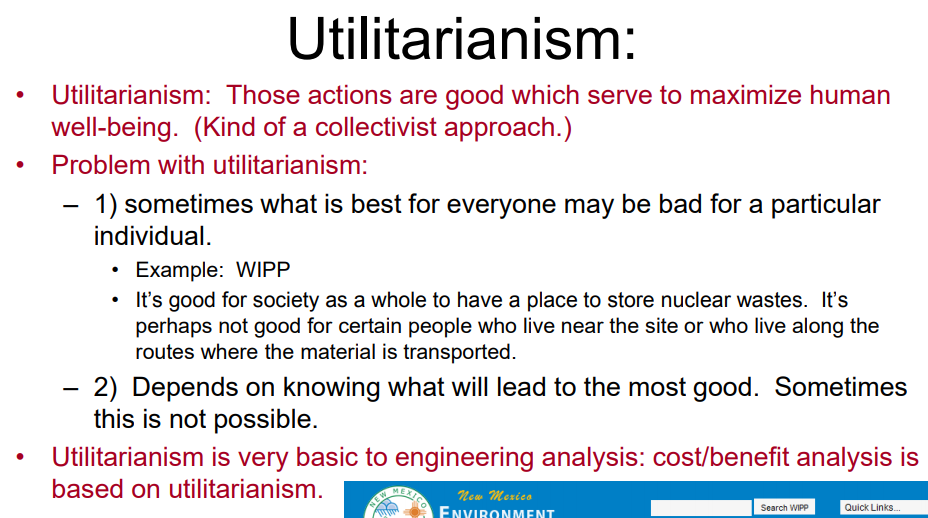 Utilitarianism:
• Utilitarianism:  Those actions are good which serve to maximize human
well-being.  (Kind of a collectivist approach.)
• Problem with utilitarianism:
– 1) sometimes what is best for everyone may be bad for a particular
individual.
• Example:  WIPP
• It's good for society as a whole to have a place to store nuclear wastes.  It's
perhaps not good for certain people who live near the site or who live along the
routes where the material is transported.
– 2)  Depends on knowing what will lead to the most good.  Sometimes
this is not possible.
• Utilitarianism is very basic to engineering analysis: cost/benefit analysis is
based on utilitarianism.
NEW MEXICO
New Mexico
ENVIRONMENT
Search WIPP
Quick Links...